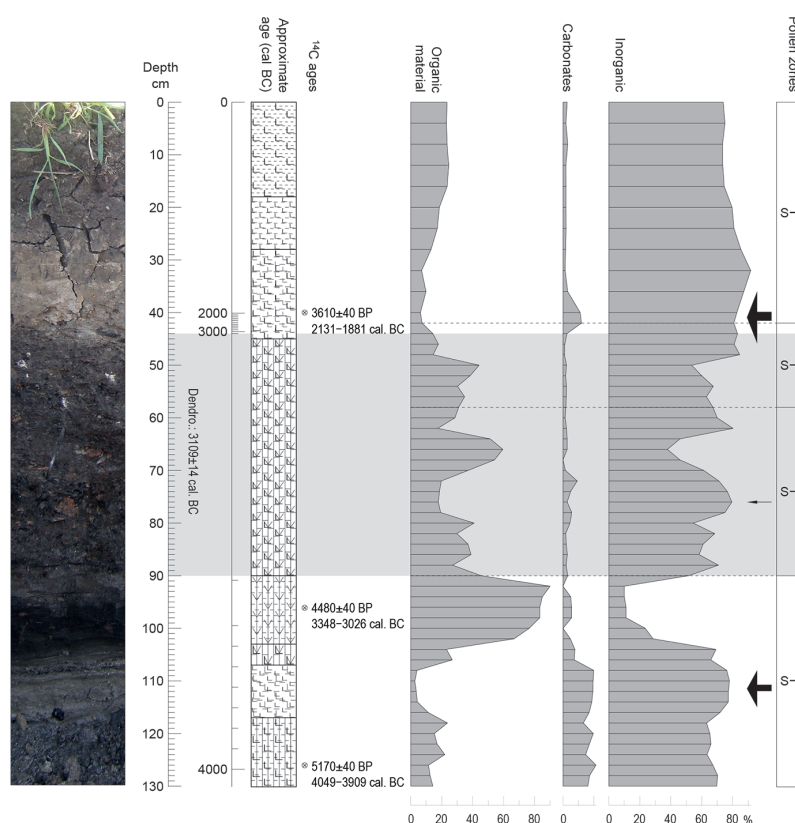 Depth
cm
Approximate
age (cal BC)
¹⁴C ages
Organic
material
Carbonates
Inorganic
Pollen zones
0
10
20
30
40
50
60
70
80
90
100
110
120
130
Dendro.: 3109±14 cal. BC
0
2000
3000
4000
3610±40 BP
2131–1881 cal. BC
4480±40 BP
3348–3026 cal. BC
5170±40 BP
4049–3909 cal. BC
S–
S–
S–
S–
0 20 40 60 80 0 20 0 20 40 60 80 %